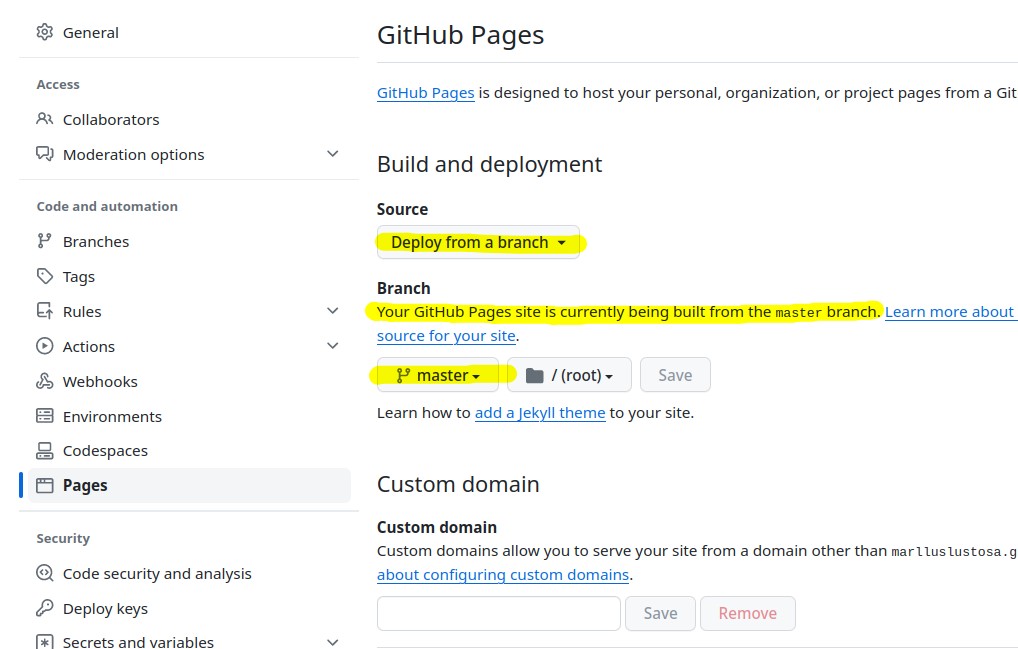 General
Access
Collaborators
Moderation options
Code and automation
Branches
Tags
Rules
Actions
Webhooks
Environments
Codespaces
Pages
Security
Code security and analysis
Deploy keys
Secrets and variables
GitHub Pages
GitHub Pages is designed to host your personal, organization, or project pages from a Git
Build and deployment
Source
Deploy from a branch
Branch
Your GitHub Pages site is currently being built from the master branch. Learn more about
source for your site.
master / (root) Save
Learn how to add a Jekyll theme to your site.
Custom domain
Custom domain
Custom domains allow you to serve your site from a domain other than marlluslustosa.g
about configuring custom domains.
Save Remove